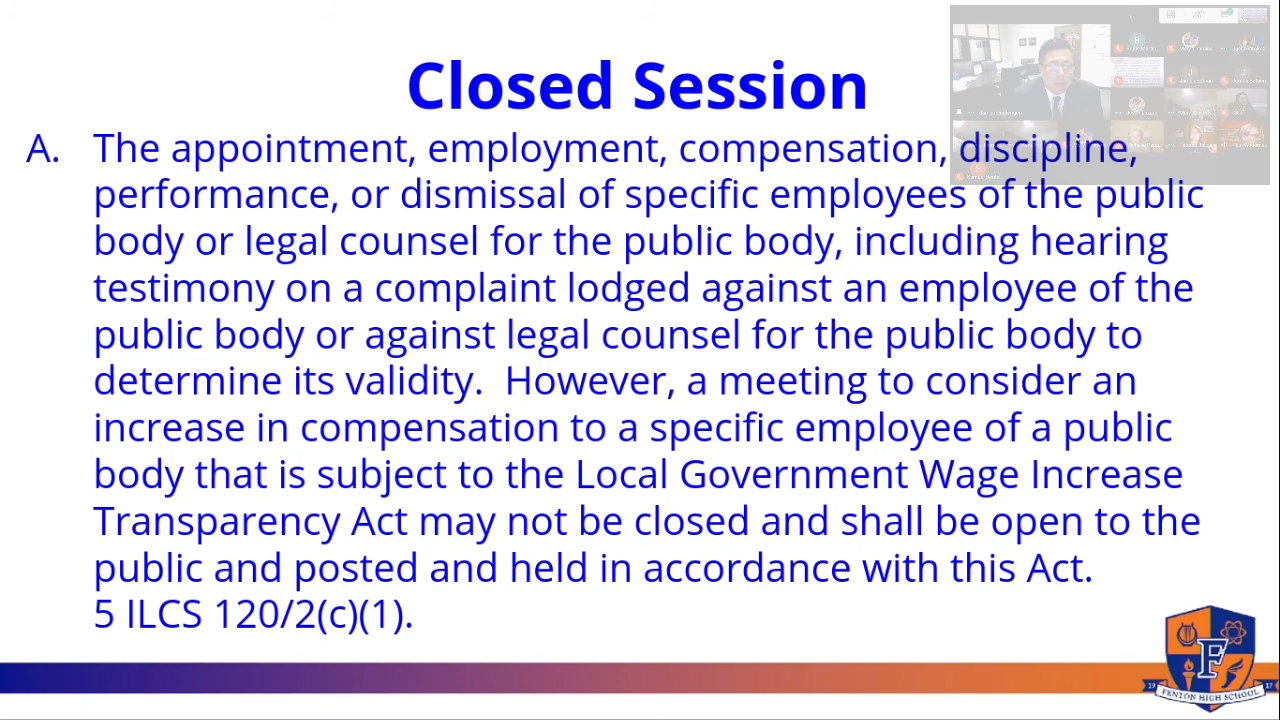 Closed Session
A. The appointment, employment, compensation, discipline,
performance, or dismissal of specific employees of the public
body or legal counsel for the public body, including hearing
testimony on a complaint lodged against an employee of the
public body or against legal counsel for the public body to
determine its validity.  However, a meeting to consider an
increase in compensation to a specific employee of a public
body that is subject to the Local Government Wage Increase
Transparency Act may not be closed and shall be open to the
public and posted and held in accordance with this Act.
5 ILCS 120/2(c)(1).
F
19 17
FENTON HIGH SCHOOL